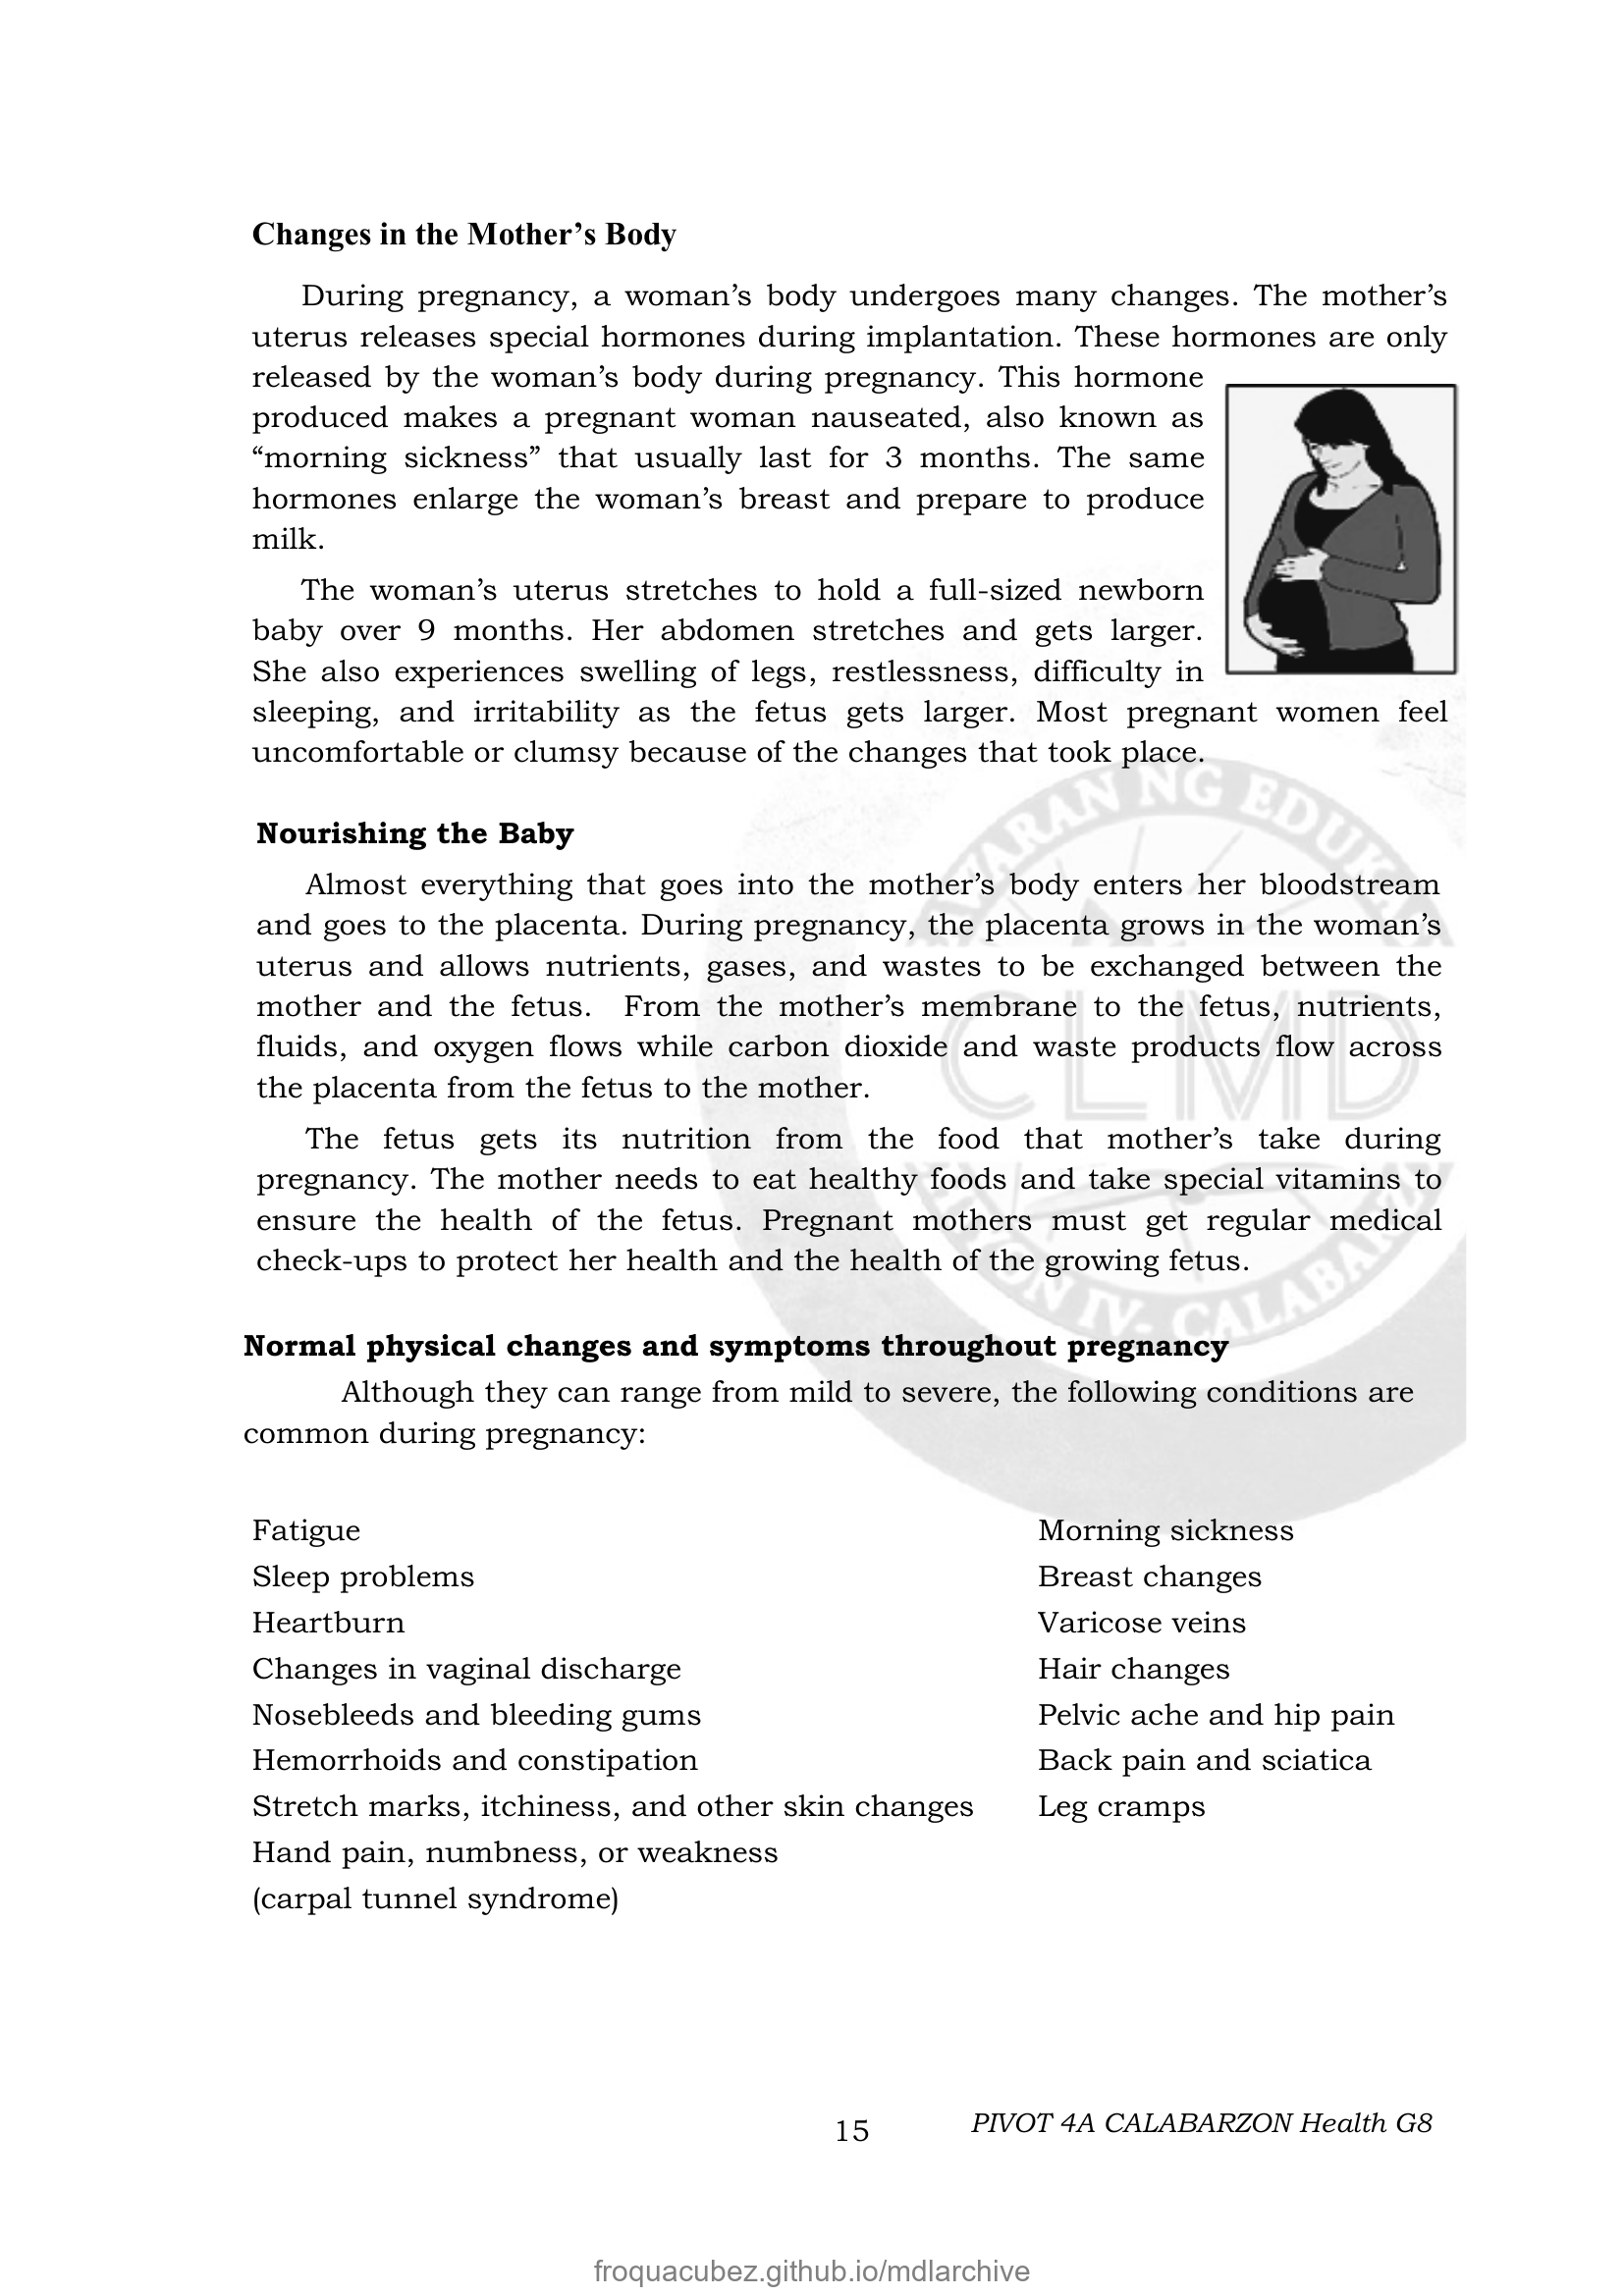 Changes in the Mother’s Body
During pregnancy, a woman’s body undergoes many changes. The mother’s
uterus releases special hormones during implantation. These hormones are only
released by the woman’s body during pregnancy. This hormone
produced makes a pregnant woman nauseated, also known as
“morning sickness” that usually last for 3 months. The same
hormones enlarge the woman’s breast and prepare to produce
milk.
The woman’s uterus stretches to hold a full-sized newborn
baby over 9 months. Her abdomen stretches and gets larger.
She also experiences swelling of legs, restlessness, difficulty in
sleeping, and irritability as the fetus gets larger. Most pregnant women feel
uncomfortable or clumsy because of the changes that took place.
Nourishing the Baby
Almost everything that goes into the mother’s body enters her bloodstream
and goes to the placenta. During pregnancy, the placenta grows in the woman’s
uterus and allows nutrients, gases, and wastes to be exchanged between the
mother and the fetus. From the mother’s membrane to the fetus, nutrients,
fluids, and oxygen flows while carbon dioxide and waste products flow across
the placenta from the fetus to the mother.
The fetus gets its nutrition from the food that mother’s take during
pregnancy. The mother needs to eat healthy foods and take special vitamins to
ensure the health of the fetus. Pregnant mothers must get regular medical
check-ups to protect her health and the health of the growing fetus.
CLMD
Normal physical changes and symptoms throughout pregnancy
Although they can range from mild to severe, the following conditions are
common during pregnancy:
Fatigue
Sleep problems
Heartburn
Changes in vaginal discharge
Nosebleeds and bleeding gums
Hemorrhoids and constipation
Stretch marks, itchiness, and other skin changes
Hand pain, numbness, or weakness
(carpal tunnel syndrome)
Morning sickness
Breast changes
Varicose veins
Hair changes
Pelvic ache and hip pain
Back pain and sciatica
Leg cramps
15
PIVOT 4A CALABARZON Health G8
froquacubez.github.io/mdlarchive